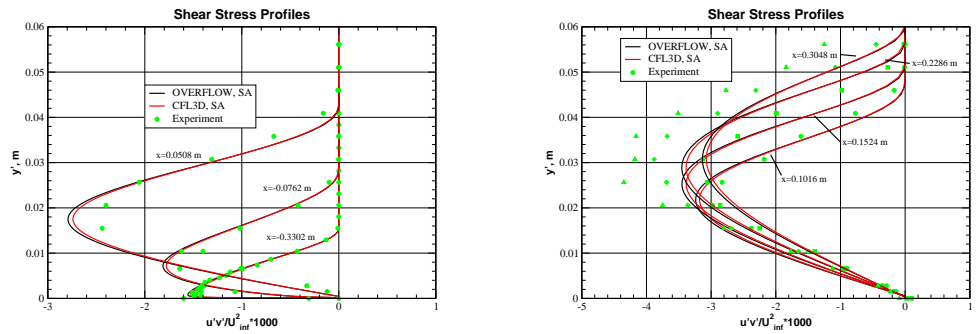 Shear Stress Profiles
0.06
0.05
0.04
0.03
0.02
0.01
0
y', m
OVERFLOW, SA
CFL3D, SA
Experiment
x=0.0508 m
x=-0.0762 m
x=-0.3302 m
-3 -2 -1 0 1
u'v'/U²inf*1000
Shear Stress Profiles
0.06
0.05
0.04
0.03
0.02
0.01
0
y', m
OVERFLOW, SA
CFL3D, SA
Experiment
x=0.3048 m
x=0.2286 m
x=0.1524 m
x=0.1016 m
-5 -4 -3 -2 -1 0 1
u'v'/U²inf*1000